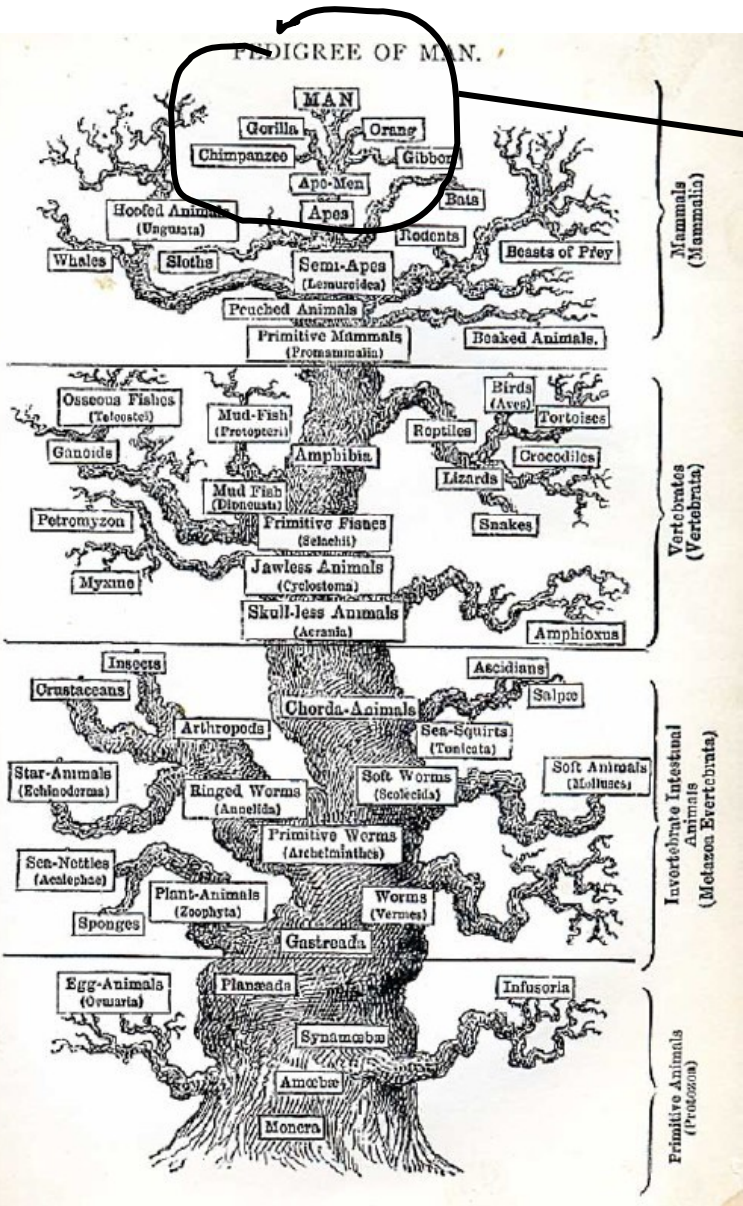 PEDIGREE OF MAN.
MAN
Gorilla
Orang
Chimpanzee
Gibbon
Ape-Men
Bats
Hoofed Animals
(Ungulata)
Apes
Rodents
Beasts of Prey
Whales
Sloths
Semi-Apes
(Lemuroidea)
Pouched Animals
Primitive Mammals
(Promammalia)
Beaked Animals.
Mammals
(Mammalia)
Osseous Fishes
(Teleostei)
Mud-Fish
(Protopteri)
Birds
(Aves)
Tortoises
Reptiles
Ganoids
Amphibia
Crocodiles
Lizards
Mud Fish
(Dipneusta)
Petromyzon
Primitive Fishes
(Selachii)
Snakes
Myxine
Jawless Animals
(Cyclostoma)
Skull-less Animals
(Acrania)
Amphioxus
Vertebrates
(Vertebrata)
Insects
Ascidians
Crustaceans
Salpæ
Chorda-Animals
Arthropods
Sea-Squirts
(Tunicata)
Star-Animals
(Echinoderma)
Soft Worms
(Scolecida)
Soft Animals
(Molluscs)
Ringed Worms
(Annelida)
Primitive Worms
(Archelminthes)
Sea-Nettles
(Acalephae)
Plant-Animals
(Zoophyta)
Worms
(Vermes)
Sponges
Gastreada
Invertebrate Intestinal
Animals
(Metazoa Evertebrata)
Egg-Animals
(Ovularia)
Planæada
Infusoria
Synamœbæ
Amœbæ
Monera
Primitive Animals
(Protozoa)